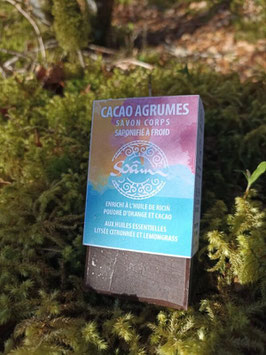 CACAO AGRUMES
SAVON CORPS
SAPONIFIÉ À FROID
Sôami
ENRICHI À L'HUILE DE RICIN
POUDRE D'ORANGE ET CACAO
AUX HUILES ESSENTIELLES
LITSÉE CITRONNÉE ET LEMONGRASS